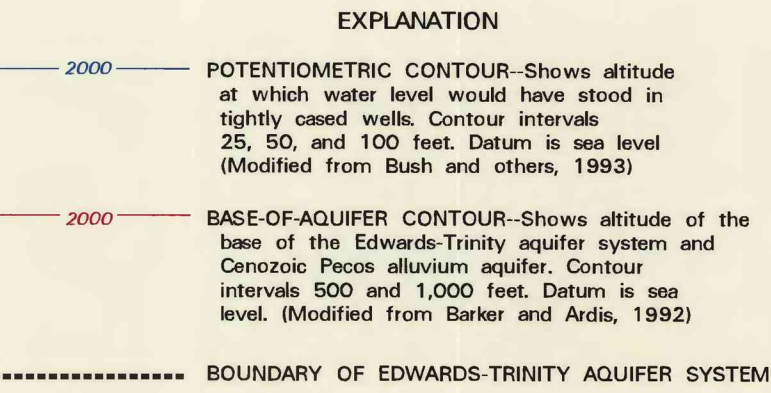 EXPLANATION
2000 POTENTIOMETRIC CONTOUR--Shows altitude
at which water level would have stood in
tightly cased wells. Contour intervals
25, 50, and 100 feet. Datum is sea level
(Modified from Bush and others, 1993)
2000 BASE-OF-AQUIFER CONTOUR--Shows altitude of the
base of the Edwards-Trinity aquifer system and
Cenozoic Pecos alluvium aquifer. Contour
intervals 500 and 1,000 feet. Datum is sea
level. (Modified from Barker and Ardis, 1992)
BOUNDARY OF EDWARDS-TRINITY AQUIFER SYSTEM